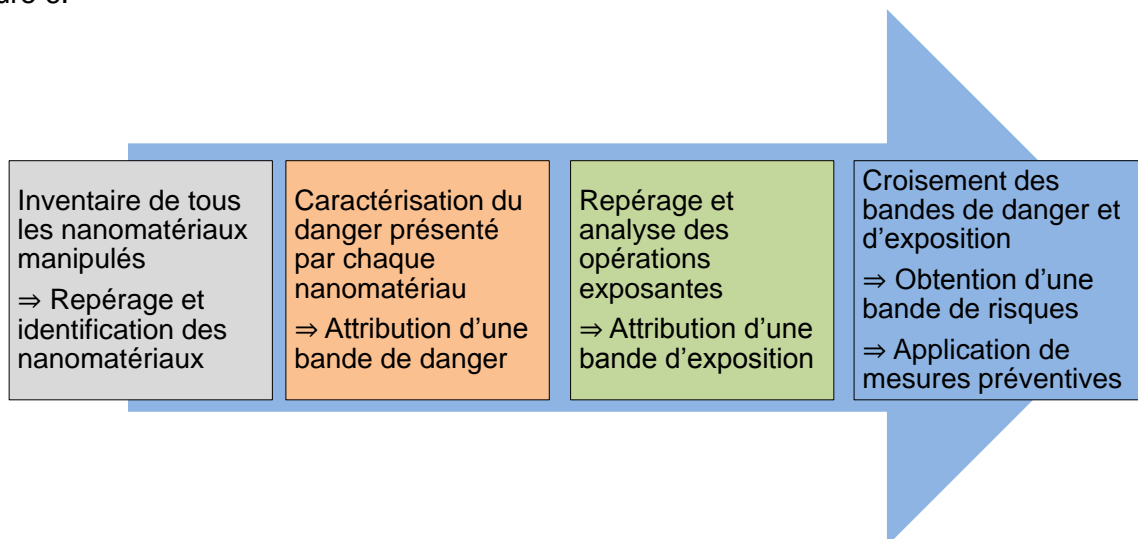 Inventaire de tous
les nanomatériaux
manipulés
⇒ Repérage et
identification des
nanomatériaux
Caractérisation du
danger présenté
par chaque
nanomatériau
⇒ Attribution d’une
bande de danger
Repérage et
analyse des
opérations
exposantes
⇒ Attribution d’une
bande d’exposition
Croisement des
bandes de danger et
d’exposition
⇒ Obtention d’une
bande de risques
⇒ Application de
mesures préventives